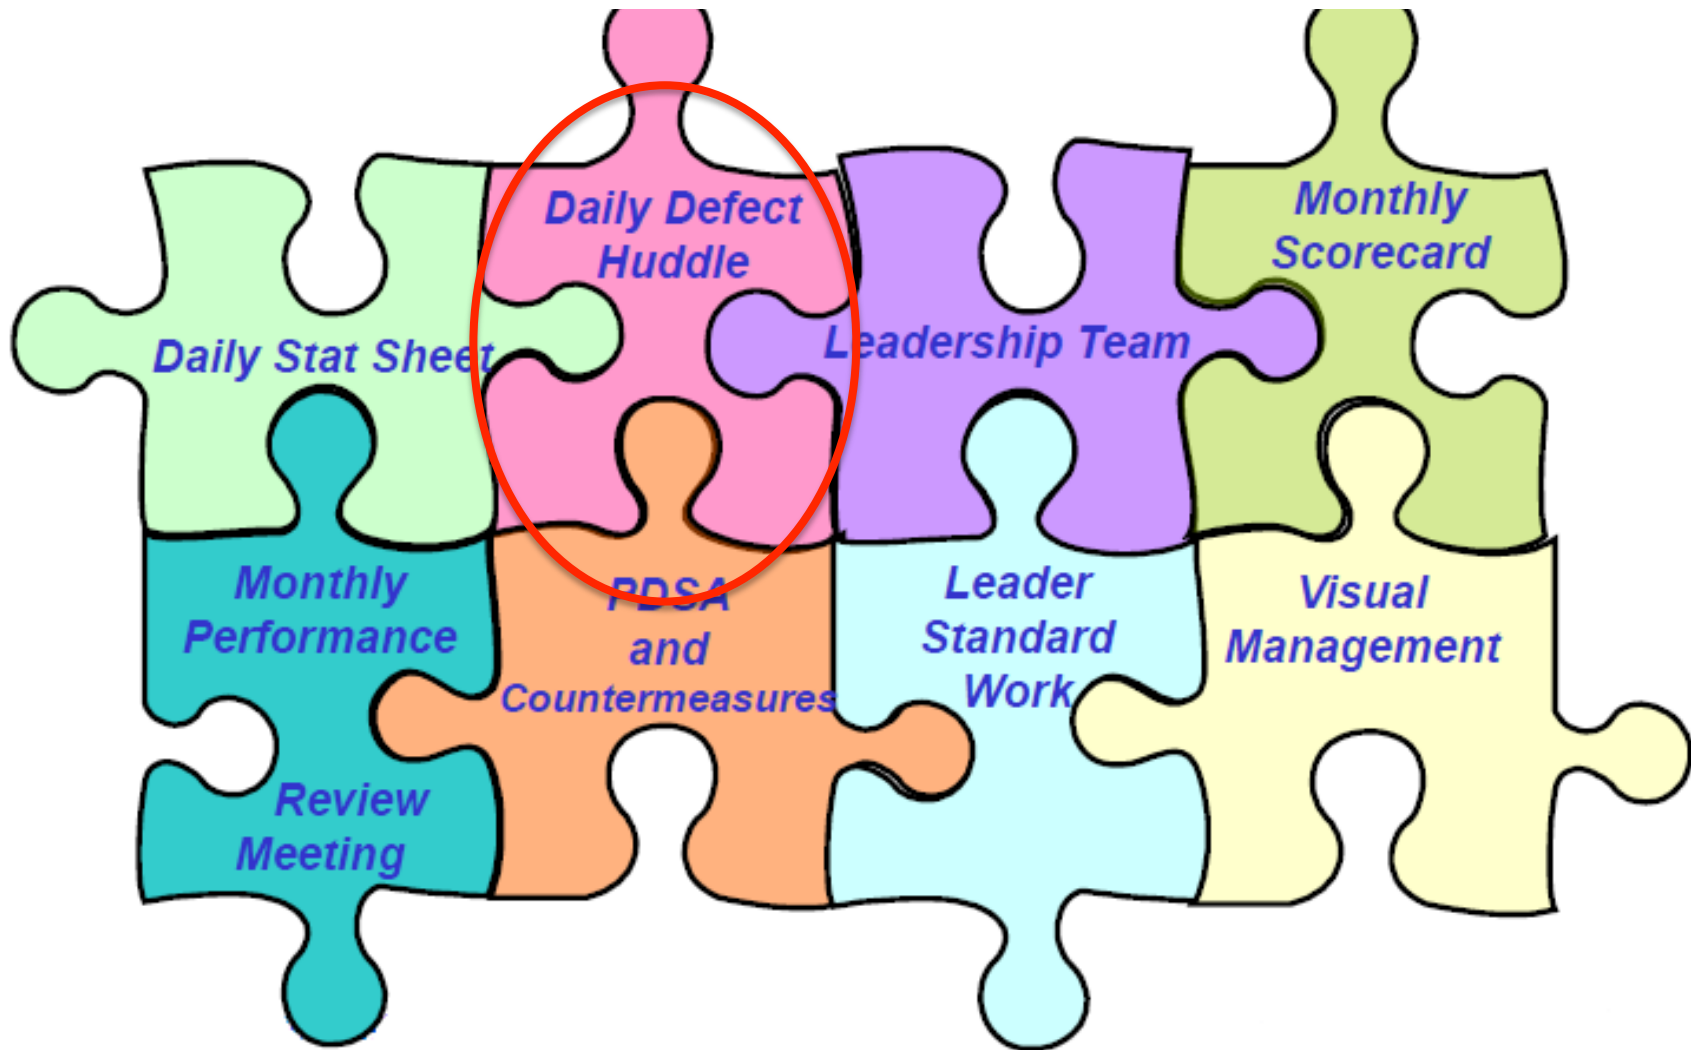 Daily Stat Sheet
Daily Defect
Huddle
Leadership Team
Monthly
Scorecard
Monthly
Performance
Review
Meeting
PDSA
and
Countermeasures
Leader
Standard
Work
Visual
Management